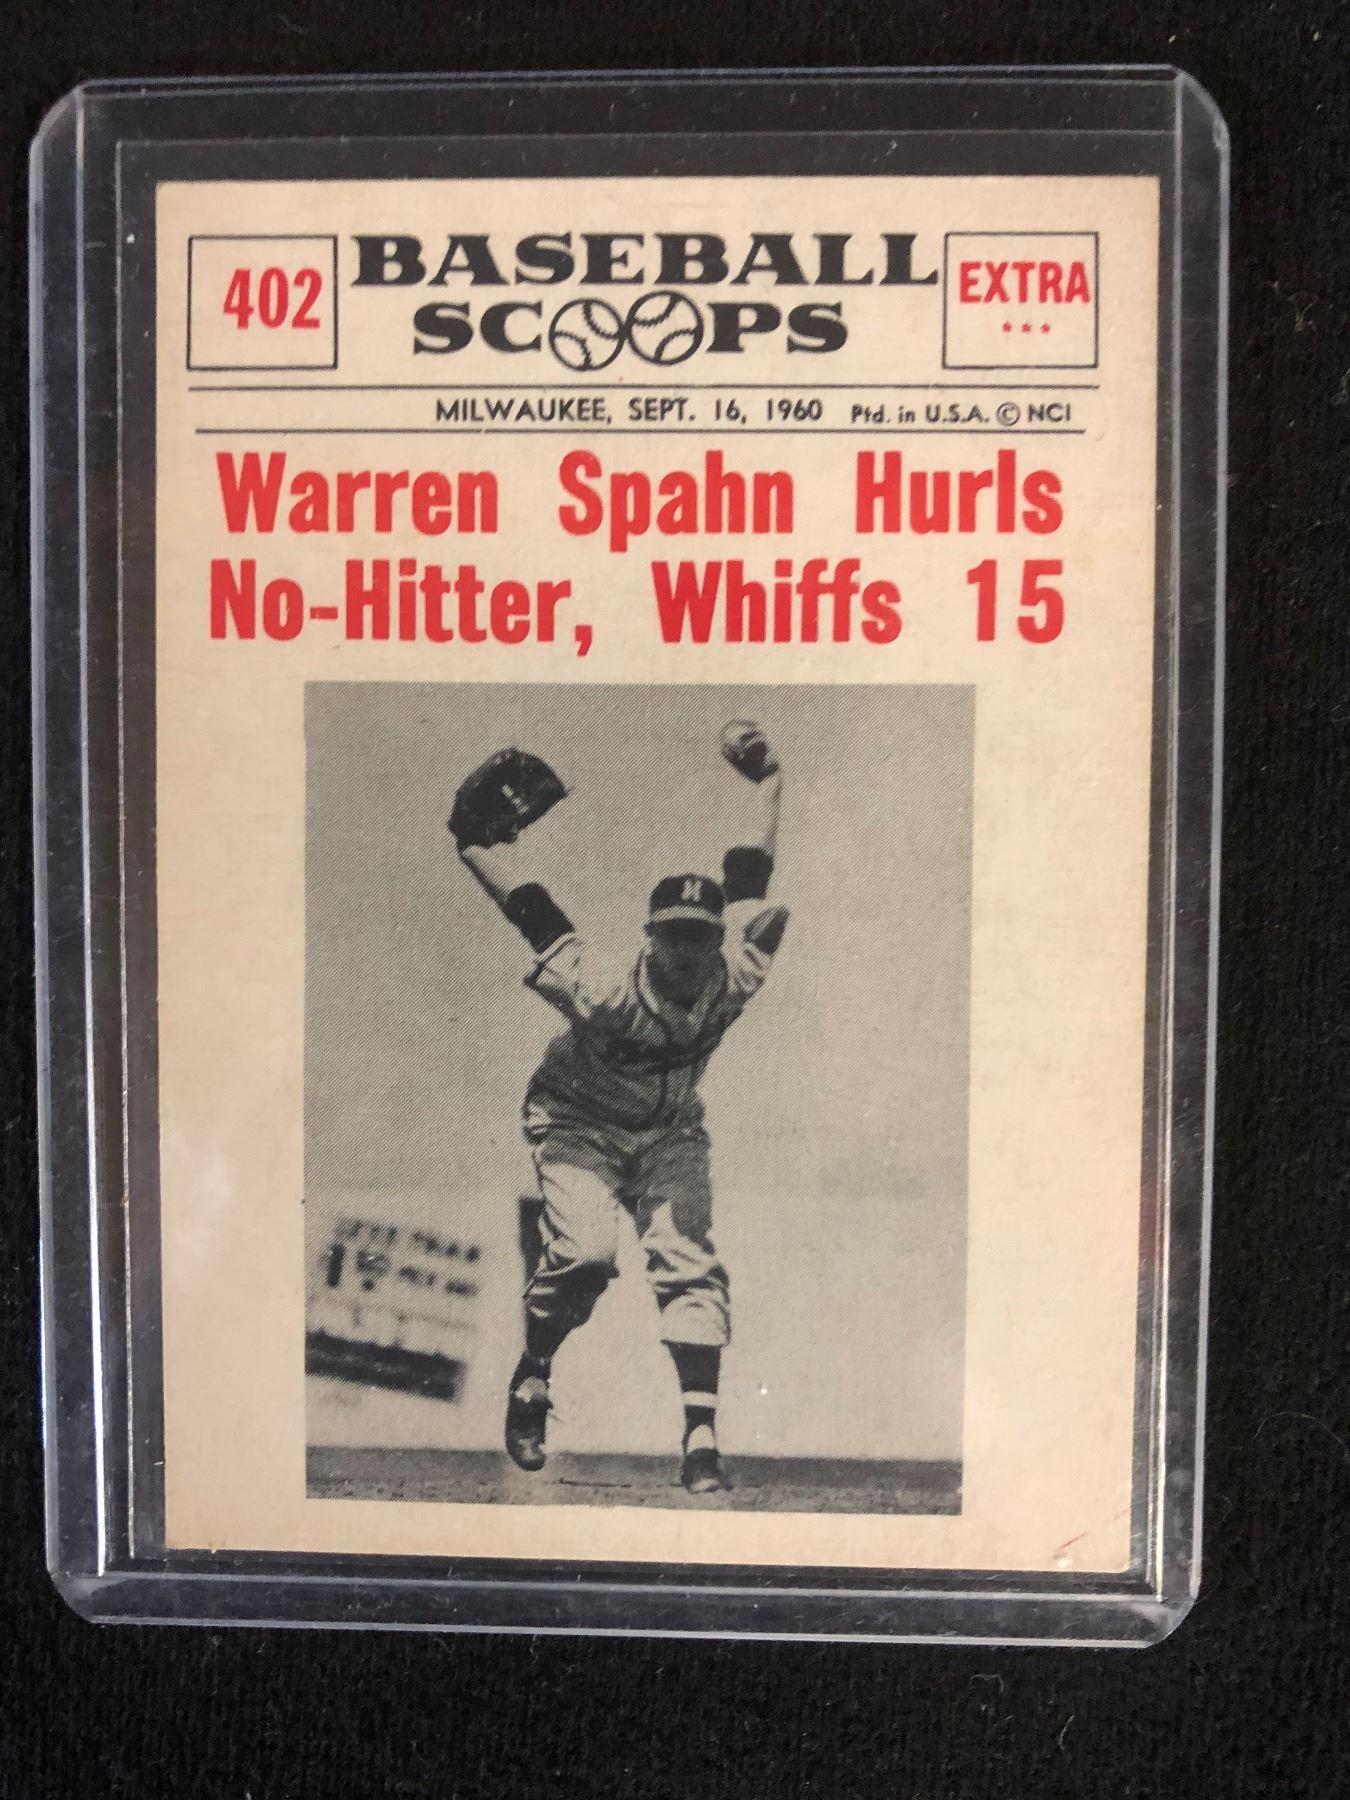 402
BASEBALL
SCOOPS
EXTRA
MILWAUKEE, SEPT. 16, 1960 Ptd. in U.S.A. © NCI
Warren Spahn Hurls
No-Hitter, Whiffs 15
M